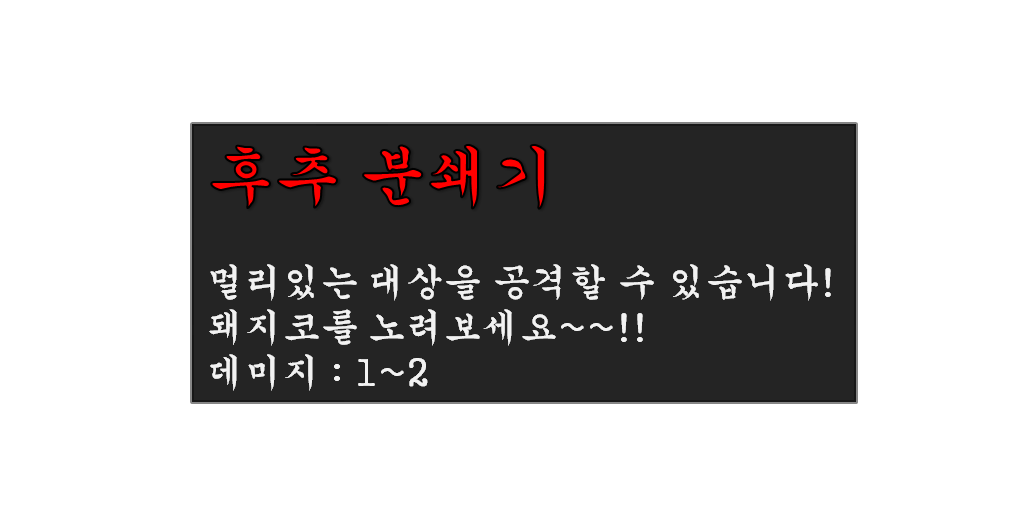 후추 분쇄기
멀리있는 대상을 공격할 수 있습니다!
돼지코를 노려보세요~~!!
데미지 : 1~2